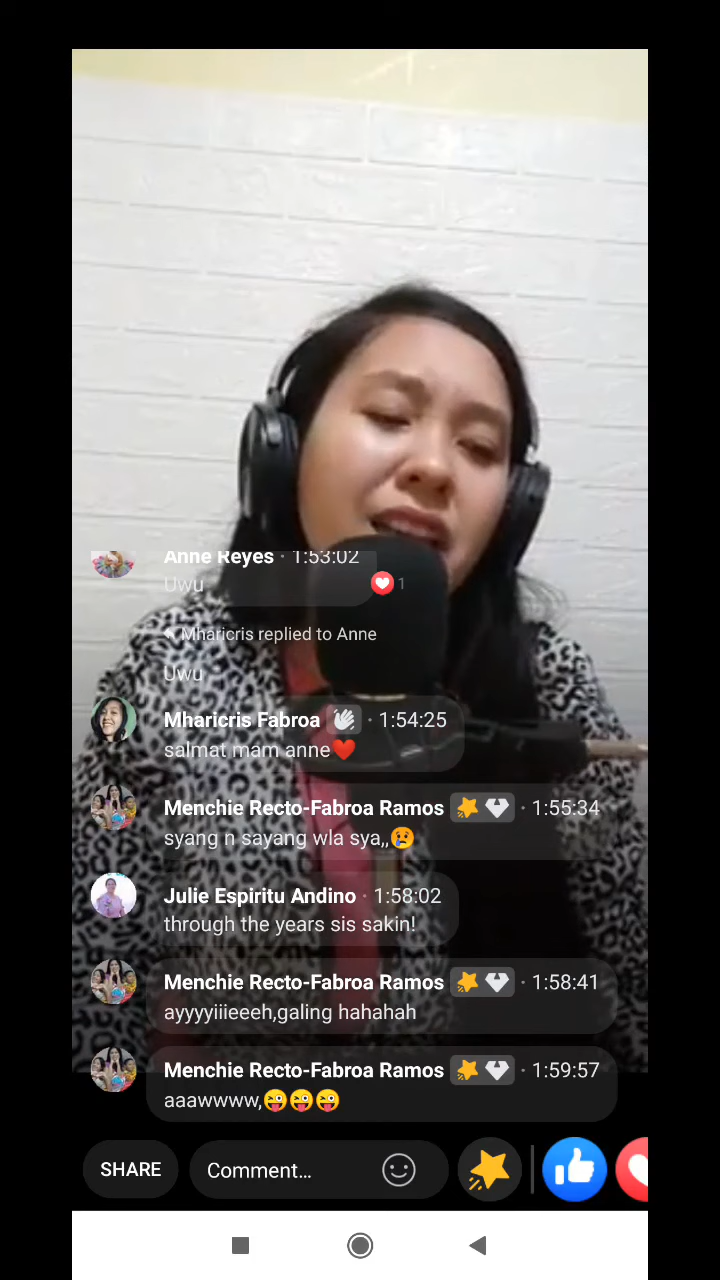 Anne Reyes · 1:53:02
Uwu
1
Mharicris replied to Anne
Uwu
Mharicris Fabroa 👋 · 1:54:25
salmat mam anne❤️
Menchie Recto-Fabroa Ramos · 1:55:34
syang n sayang wla sya,,😢
Julie Espiritu Andino · 1:58:02
through the years sis sakin!
Menchie Recto-Fabroa Ramos · 1:58:41
ayyyyiiieeeh,galing hahahah
Menchie Recto-Fabroa Ramos · 1:59:57
aaawwww,😜😜😜
SHARE
Comment...